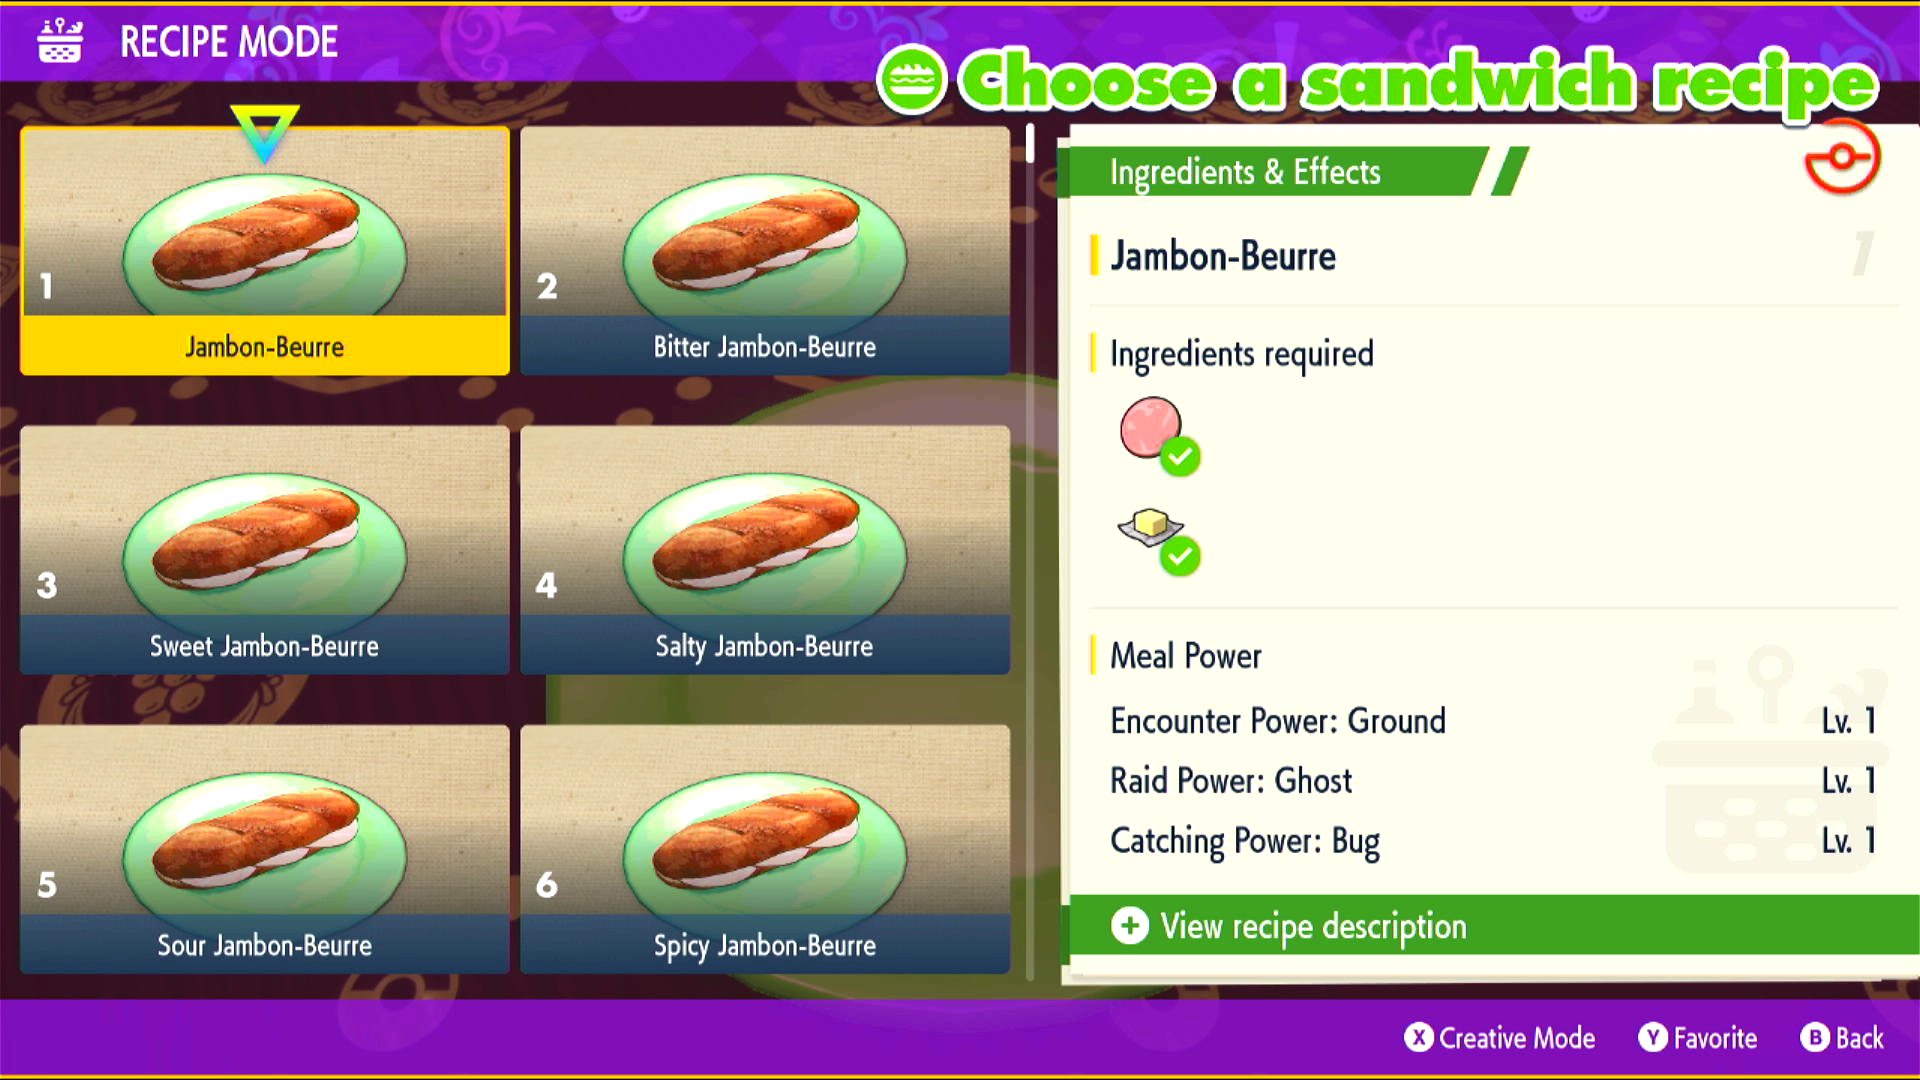 RECIPE MODE
Choose a sandwich recipe
1
Jambon-Beurre
2
Bitter Jambon-Beurre
3
Sweet Jambon-Beurre
4
Salty Jambon-Beurre
5
Sour Jambon-Beurre
6
Spicy Jambon-Beurre
Ingredients & Effects
Jambon-Beurre 1
Ingredients required
Meal Power
Encounter Power: Ground Lv. 1
Raid Power: Ghost Lv. 1
Catching Power: Bug Lv. 1
+ View recipe description
X Creative Mode Y Favorite B Back